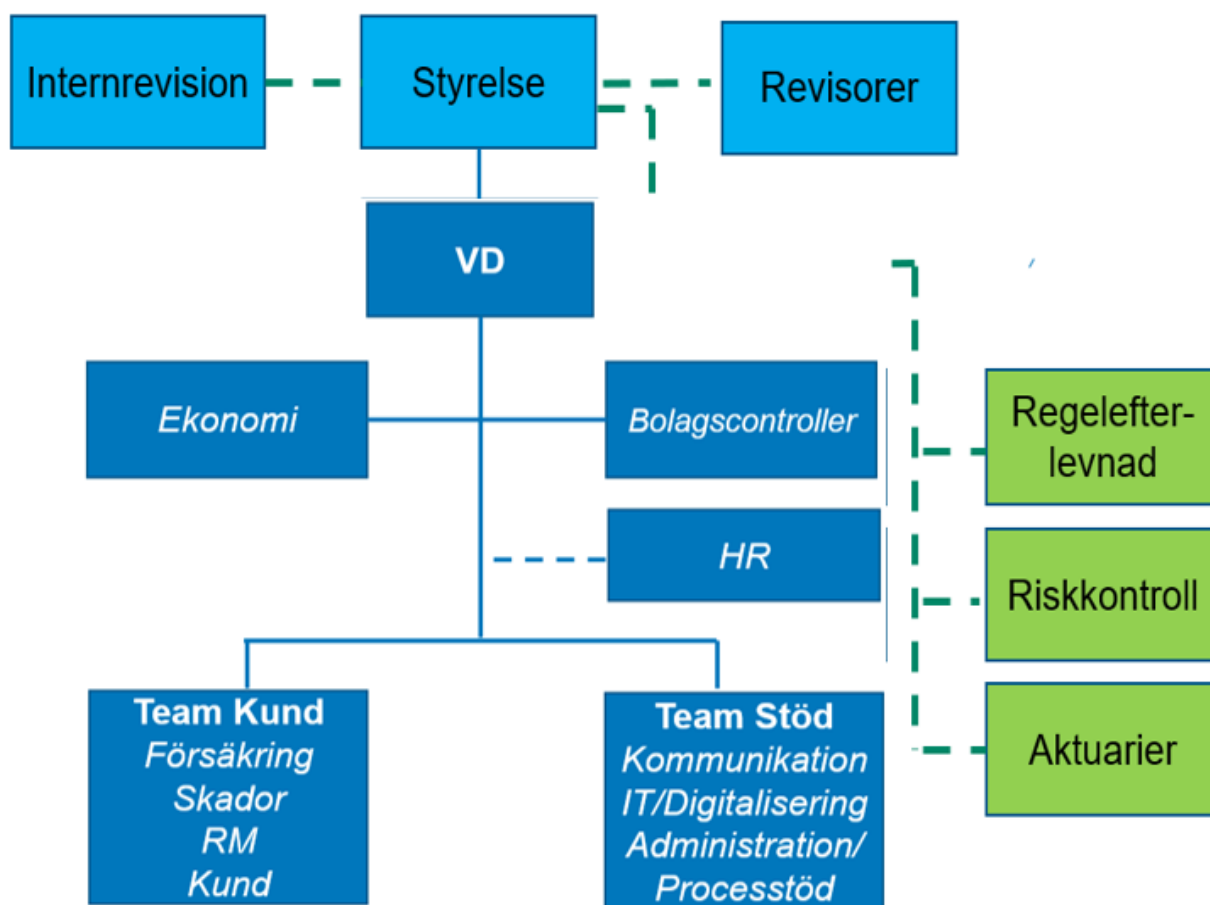 Internrevision
Styrelse
Revisorer
VD
Ekonomi
Bolagscontroller
HR
Regelefter-
levnad
Riskkontroll
Aktuarier
Team Kund
Försäkring
Skador
RM
Kund
Team Stöd
Kommunikation
IT/Digitalisering
Administration/
Processtöd